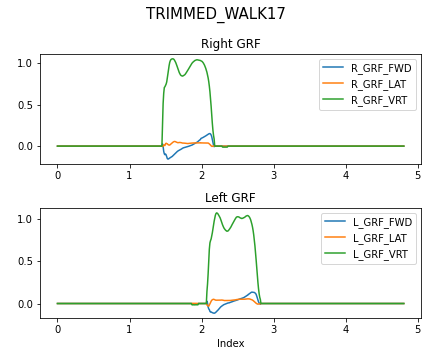 TRIMMED_WALK17
Right GRF
1.0
0.5
0.0
R_GRF_FWD
R_GRF_LAT
R_GRF_VRT
0 1 2 3 4 5
Left GRF
1.0
0.5
0.0
L_GRF_FWD
L_GRF_LAT
L_GRF_VRT
0 1 2 3 4 5
Index